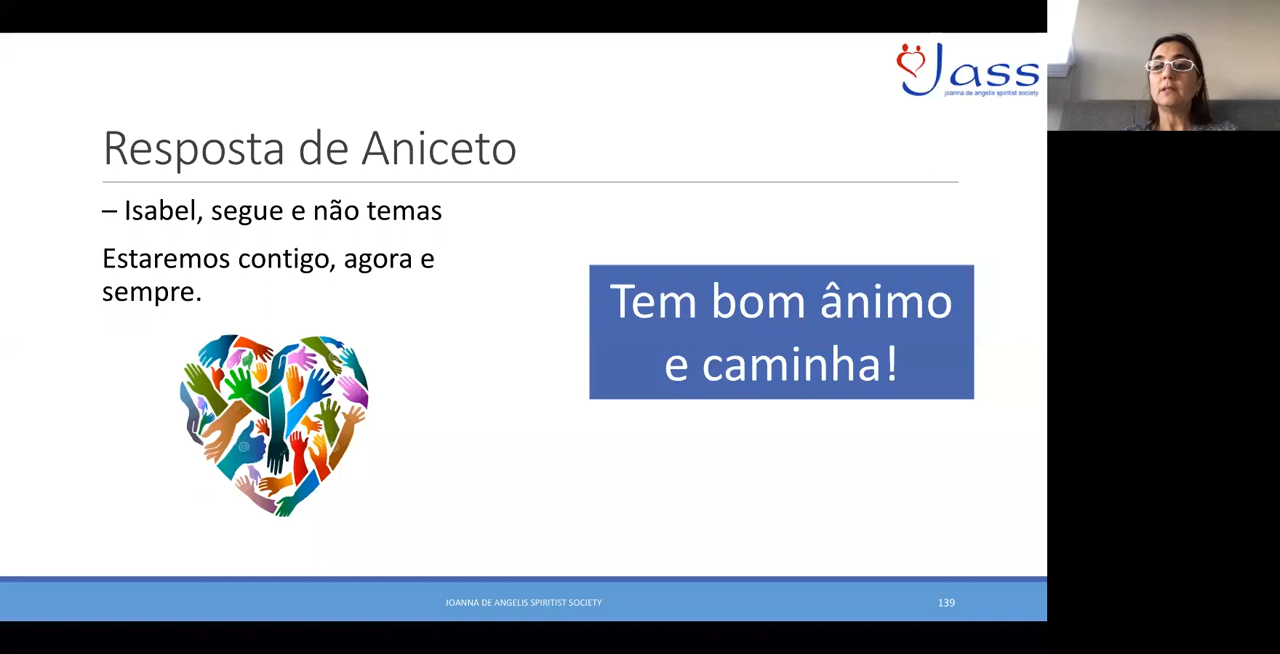 Jass
joanna de angelis spiritist society
Resposta de Aniceto
– Isabel, segue e não temas
Estaremos contigo, agora e
sempre.
Tem bom ânimo
e caminha!
JOANNA DE ANGELIS SPIRITIST SOCIETY
139